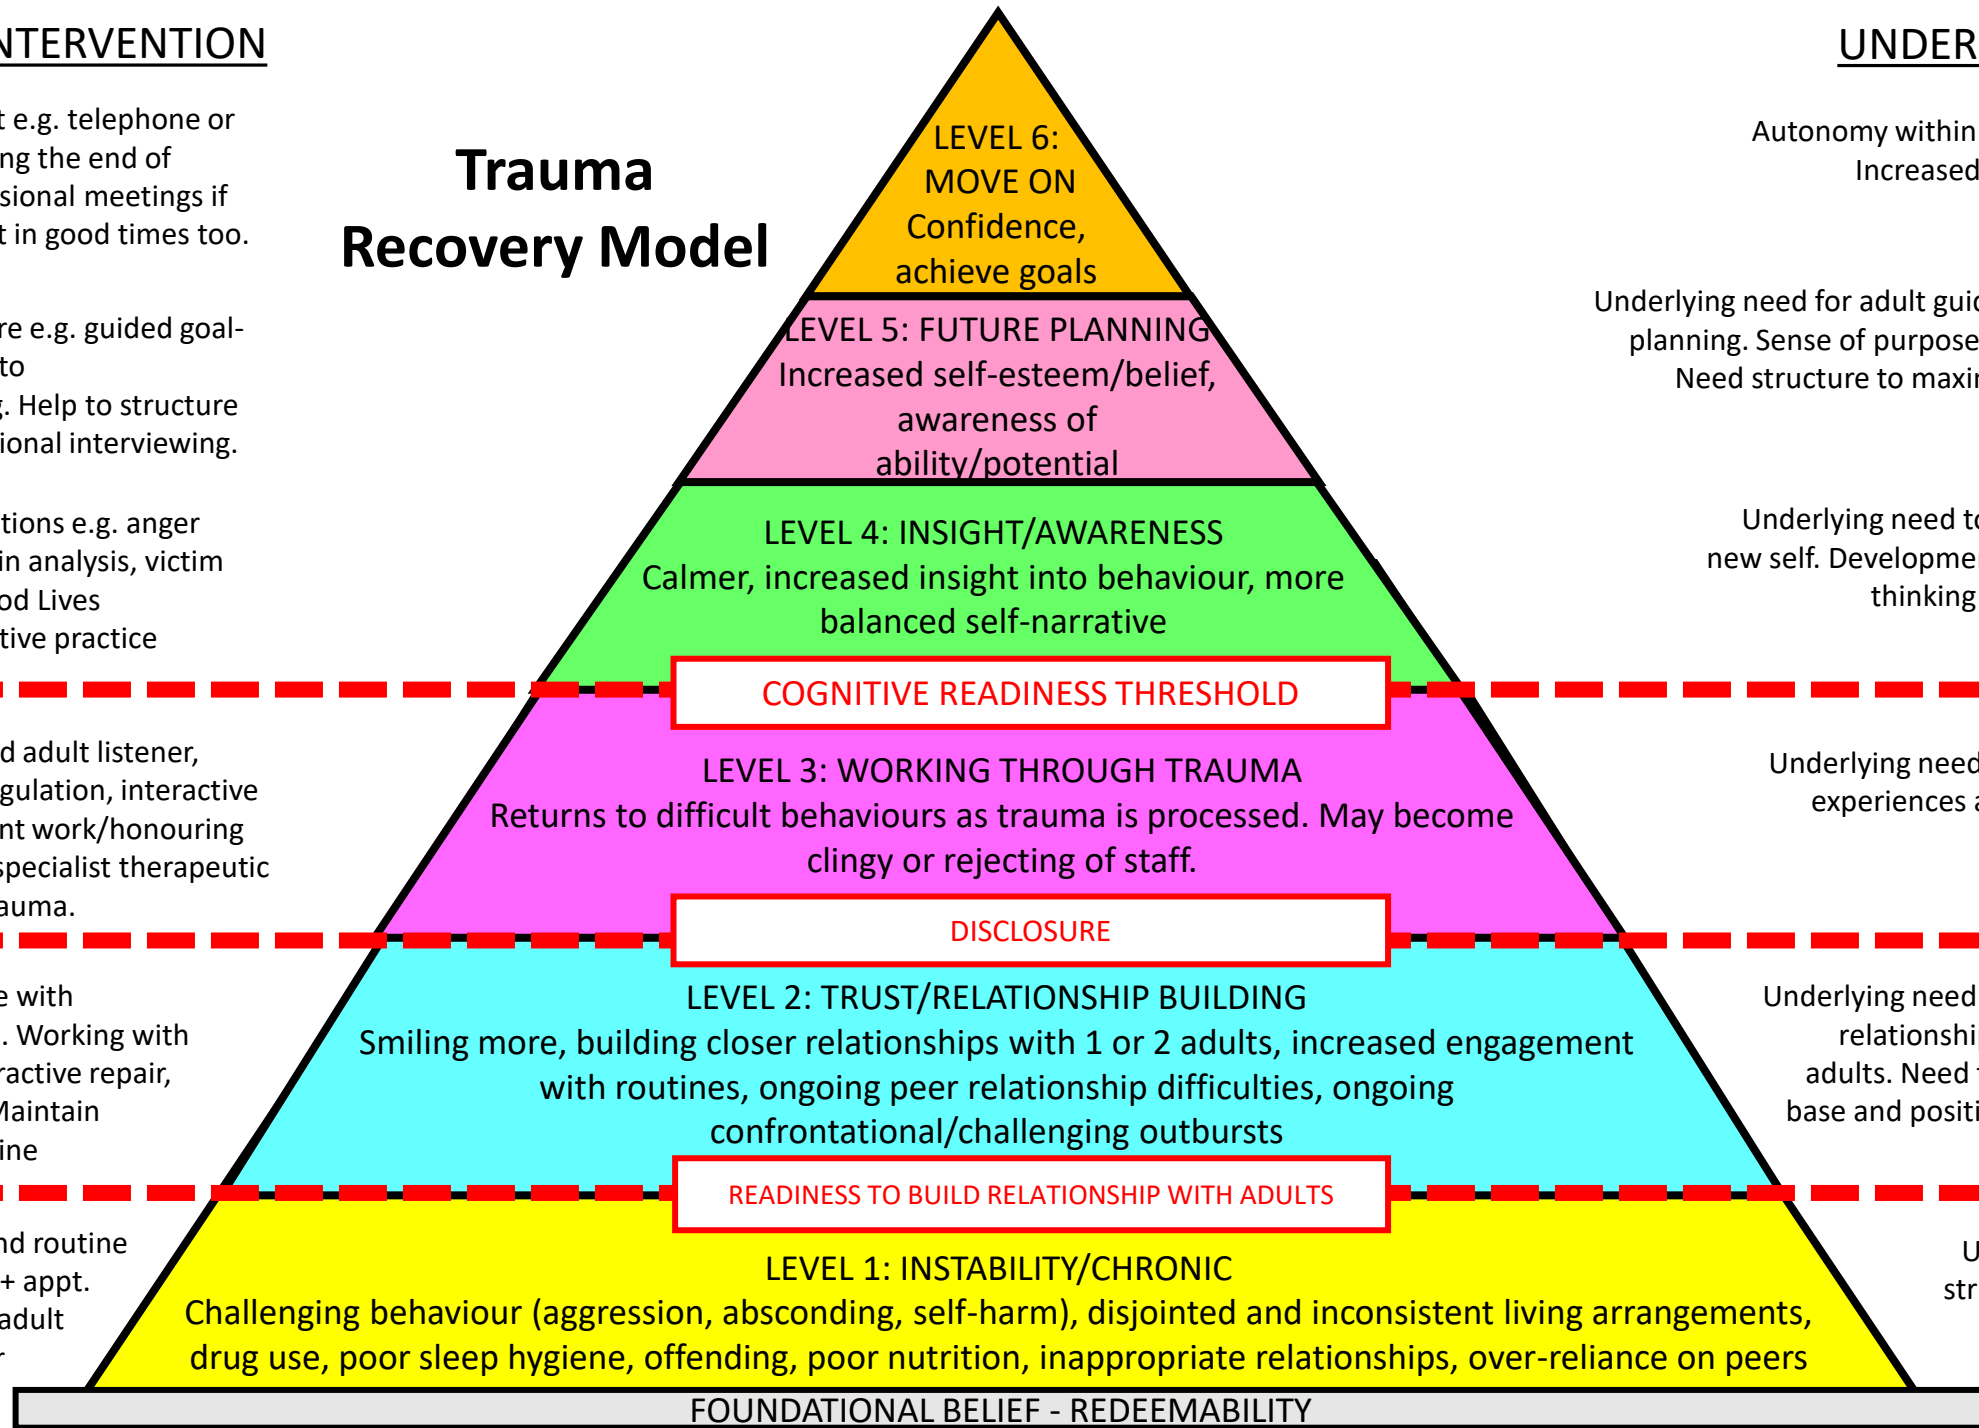 NTERVENTION
t e.g. telephone or
ng the end of
sional meetings if
t in good times too.
re e.g. guided goal-
to
g. Help to structure
ional interviewing.
tions e.g. anger
in analysis, victim
od Lives
tive practice
d adult listener,
gulation, interactive
nt work/honouring
specialist therapeutic
auma.
e with
. Working with
ractive repair,
Maintain
ine
nd routine
+ appt.
adult
r
Trauma
Recovery Model
LEVEL 6:
MOVE ON
Confidence,
achieve goals
LEVEL 5: FUTURE PLANNING
Increased self-esteem/belief,
awareness of
ability/potential
LEVEL 4: INSIGHT/AWARENESS
Calmer, increased insight into behaviour, more
balanced self-narrative
COGNITIVE READINESS THRESHOLD
LEVEL 3: WORKING THROUGH TRAUMA
Returns to difficult behaviours as trauma is processed. May become
clingy or rejecting of staff.
DISCLOSURE
LEVEL 2: TRUST/RELATIONSHIP BUILDING
Smiling more, building closer relationships with 1 or 2 adults, increased engagement
with routines, ongoing peer relationship difficulties, ongoing
confrontational/challenging outbursts
READINESS TO BUILD RELATIONSHIP WITH ADULTS
LEVEL 1: INSTABILITY/CHRONIC
Challenging behaviour (aggression, absconding, self-harm), disjointed and inconsistent living arrangements,
drug use, poor sleep hygiene, offending, poor nutrition, inappropriate relationships, over-reliance on peers
FOUNDATIONAL BELIEF - REDEEMABILITY
UNDER
Autonomy within
Increased
Underlying need for adult guid
planning. Sense of purpose
Need structure to maxi
Underlying need to
new self. Developmen
thinking
Underlying need
experiences a
Underlying need
relationshi
adults. Need t
base and positi
U
str